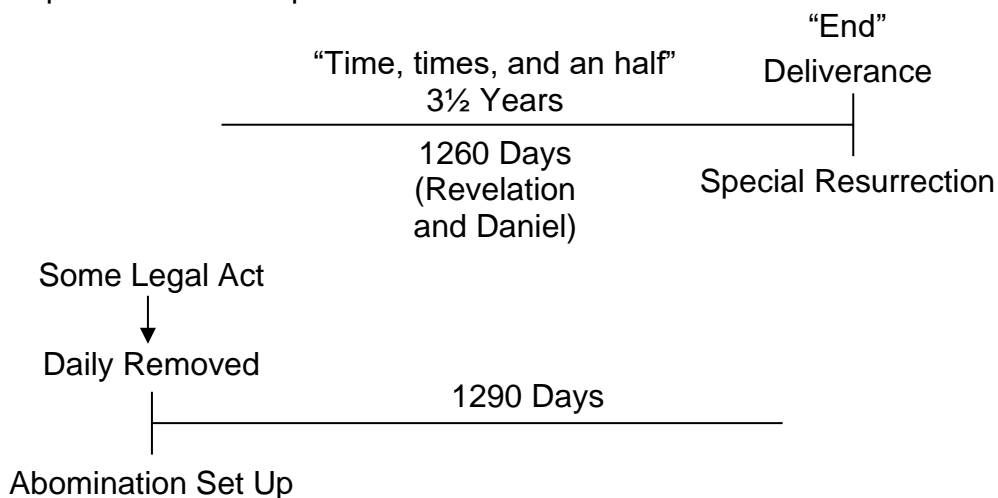 “End”
“Time, times, and an half”
Deliverance
3½ Years
1260 Days
(Revelation
and Daniel)
Special Resurrection
Some Legal Act
Daily Removed
1290 Days
Abomination Set Up